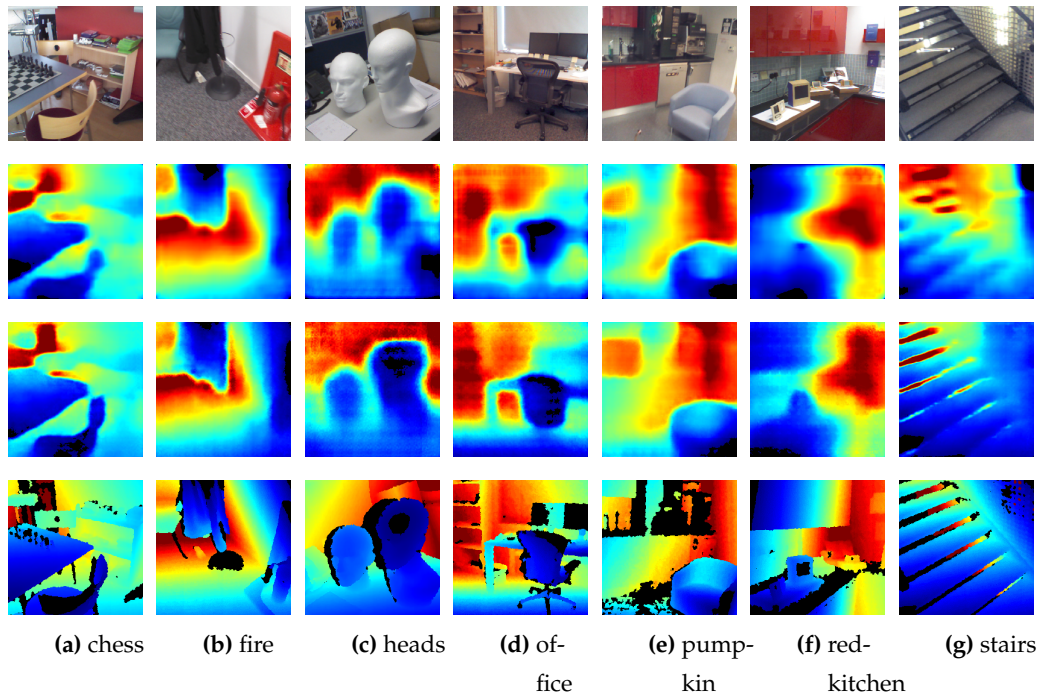 (a) chess (b) fire (c) heads (d) of- (e) pump- (f) red- (g) stairs
fice kin kitchen